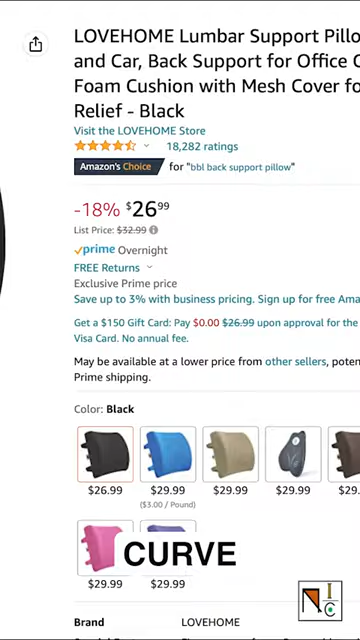 LOVEHOME Lumbar Support Pillo
and Car, Back Support for Office C
Foam Cushion with Mesh Cover fo
Relief - Black
Visit the LOVEHOME Store
18,282 ratings
Amazon's Choice for "bbl back support pillow"
-18% $26 99
List Price: $32.99
prime Overnight
FREE Returns
Exclusive Prime price
Save up to 3% with business pricing. Sign up for free Ama
Get a $150 Gift Card: Pay $0.00 $26.99 upon approval for the
Visa Card. No annual fee.
May be available at a lower price from other sellers, poten
Prime shipping.
Color: Black
$26.99 $29.99 $29.99 $29.99 $29.
($3.00 / Pound)
CURVE
$29.99 $29.99
I
C
Brand LOVEHOME